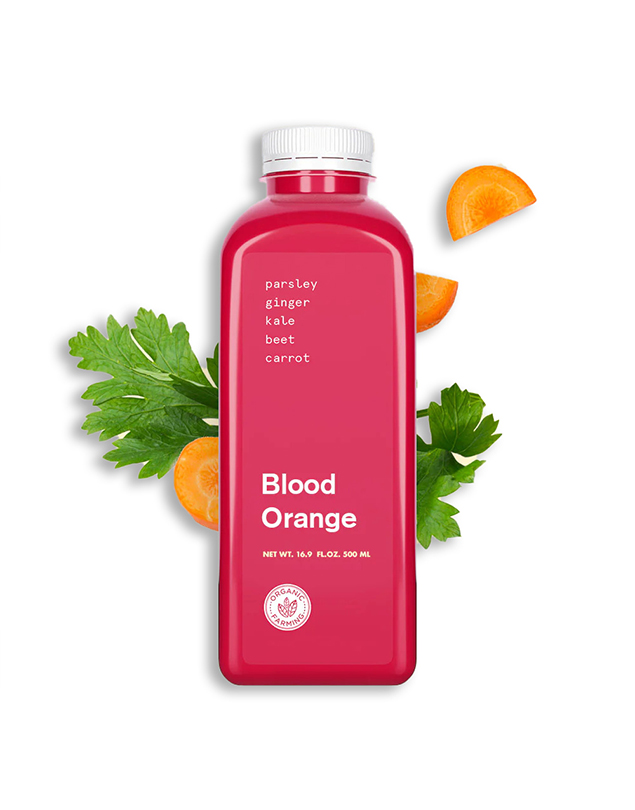 parsley
ginger
kale
beet
carrot
Blood
Orange
NET WT. 16.9 FL.OZ. 500 ML
ORGANIC
FARMING